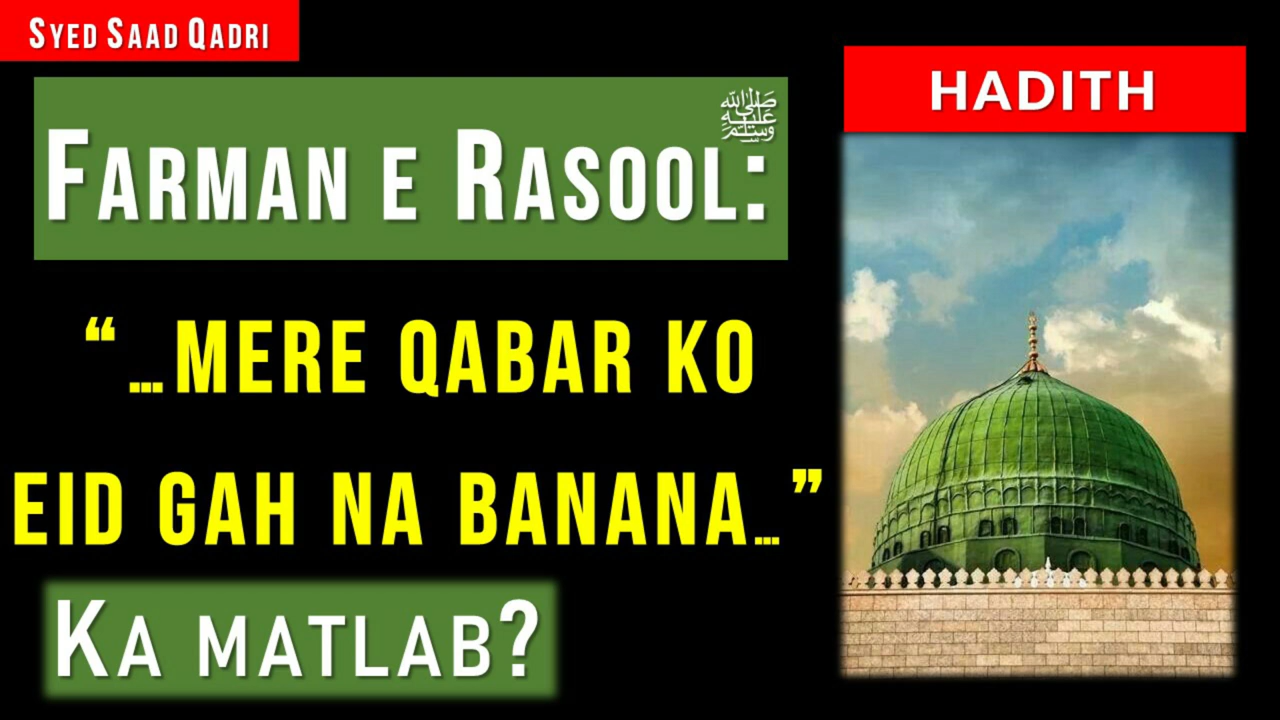 SYED SAAD QADRI
HADITH
ﷺ
FARMAN E RASOOL:
“…MERE QABAR KO
EID GAH NA BANANA…”
KA MATLAB?